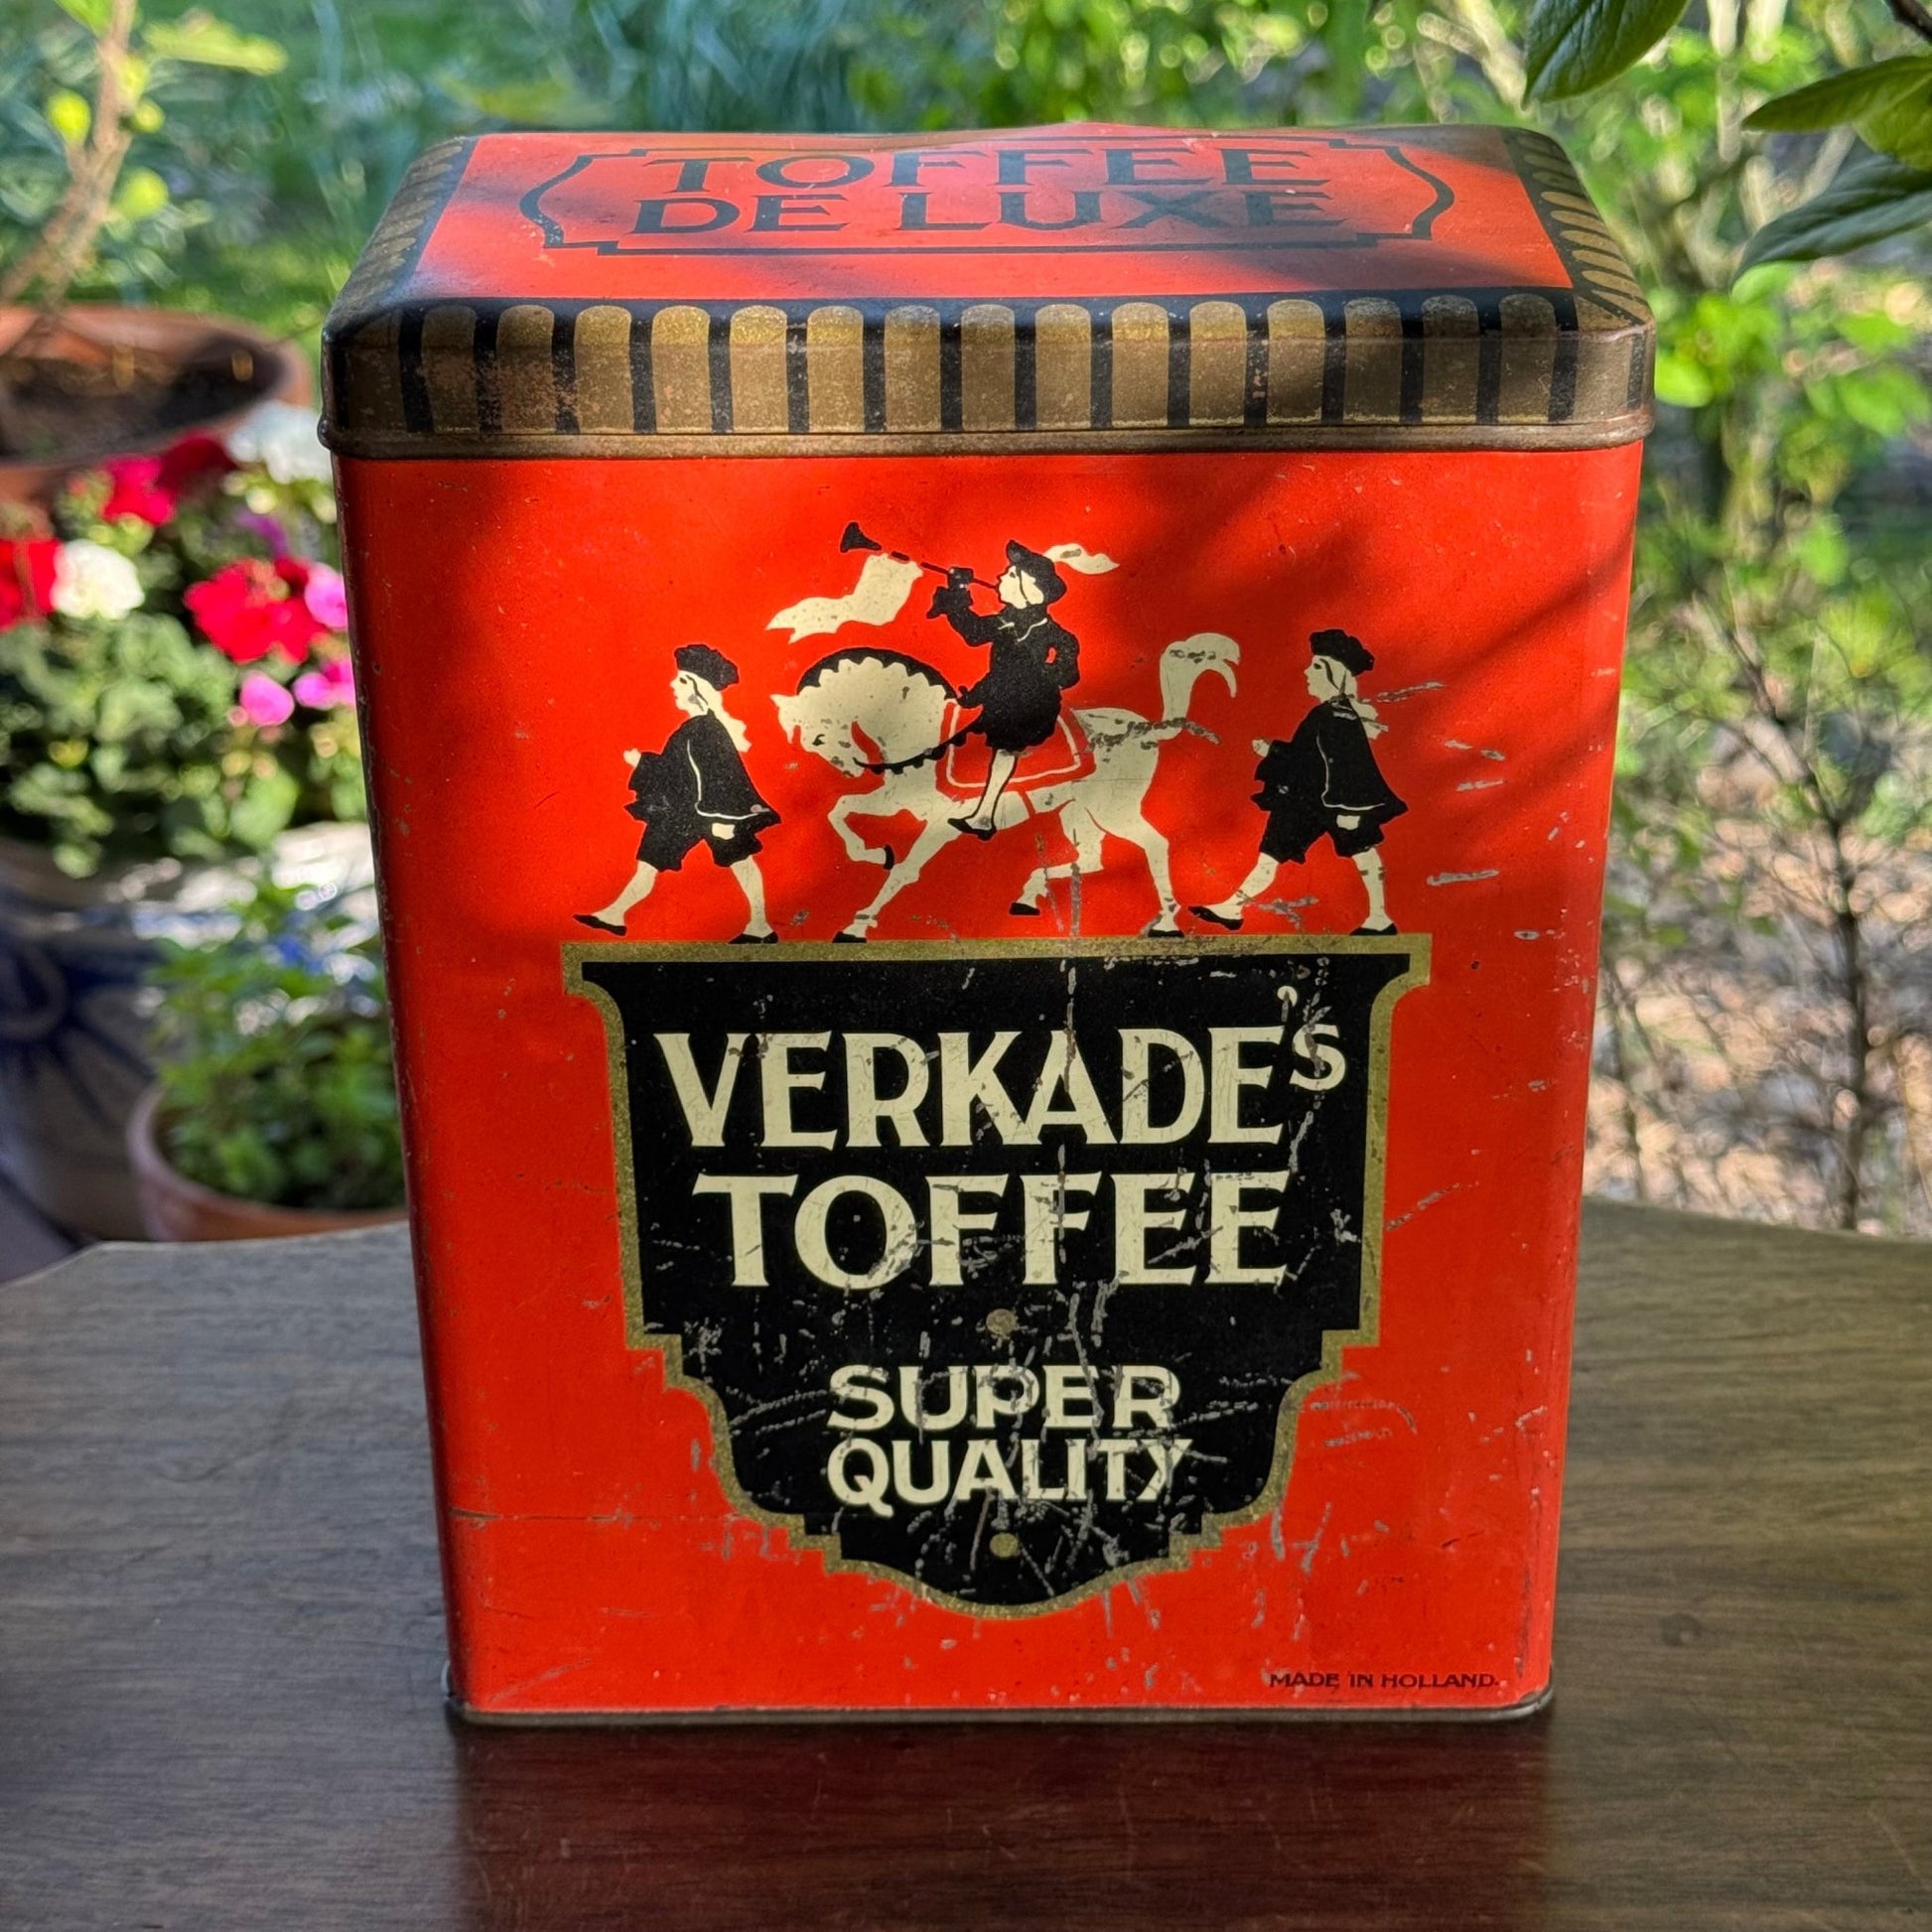 TOFFEE
DE LUXE
VERKADE'S
TOFFEE
SUPER
QUALITY
MADE IN HOLLAND.